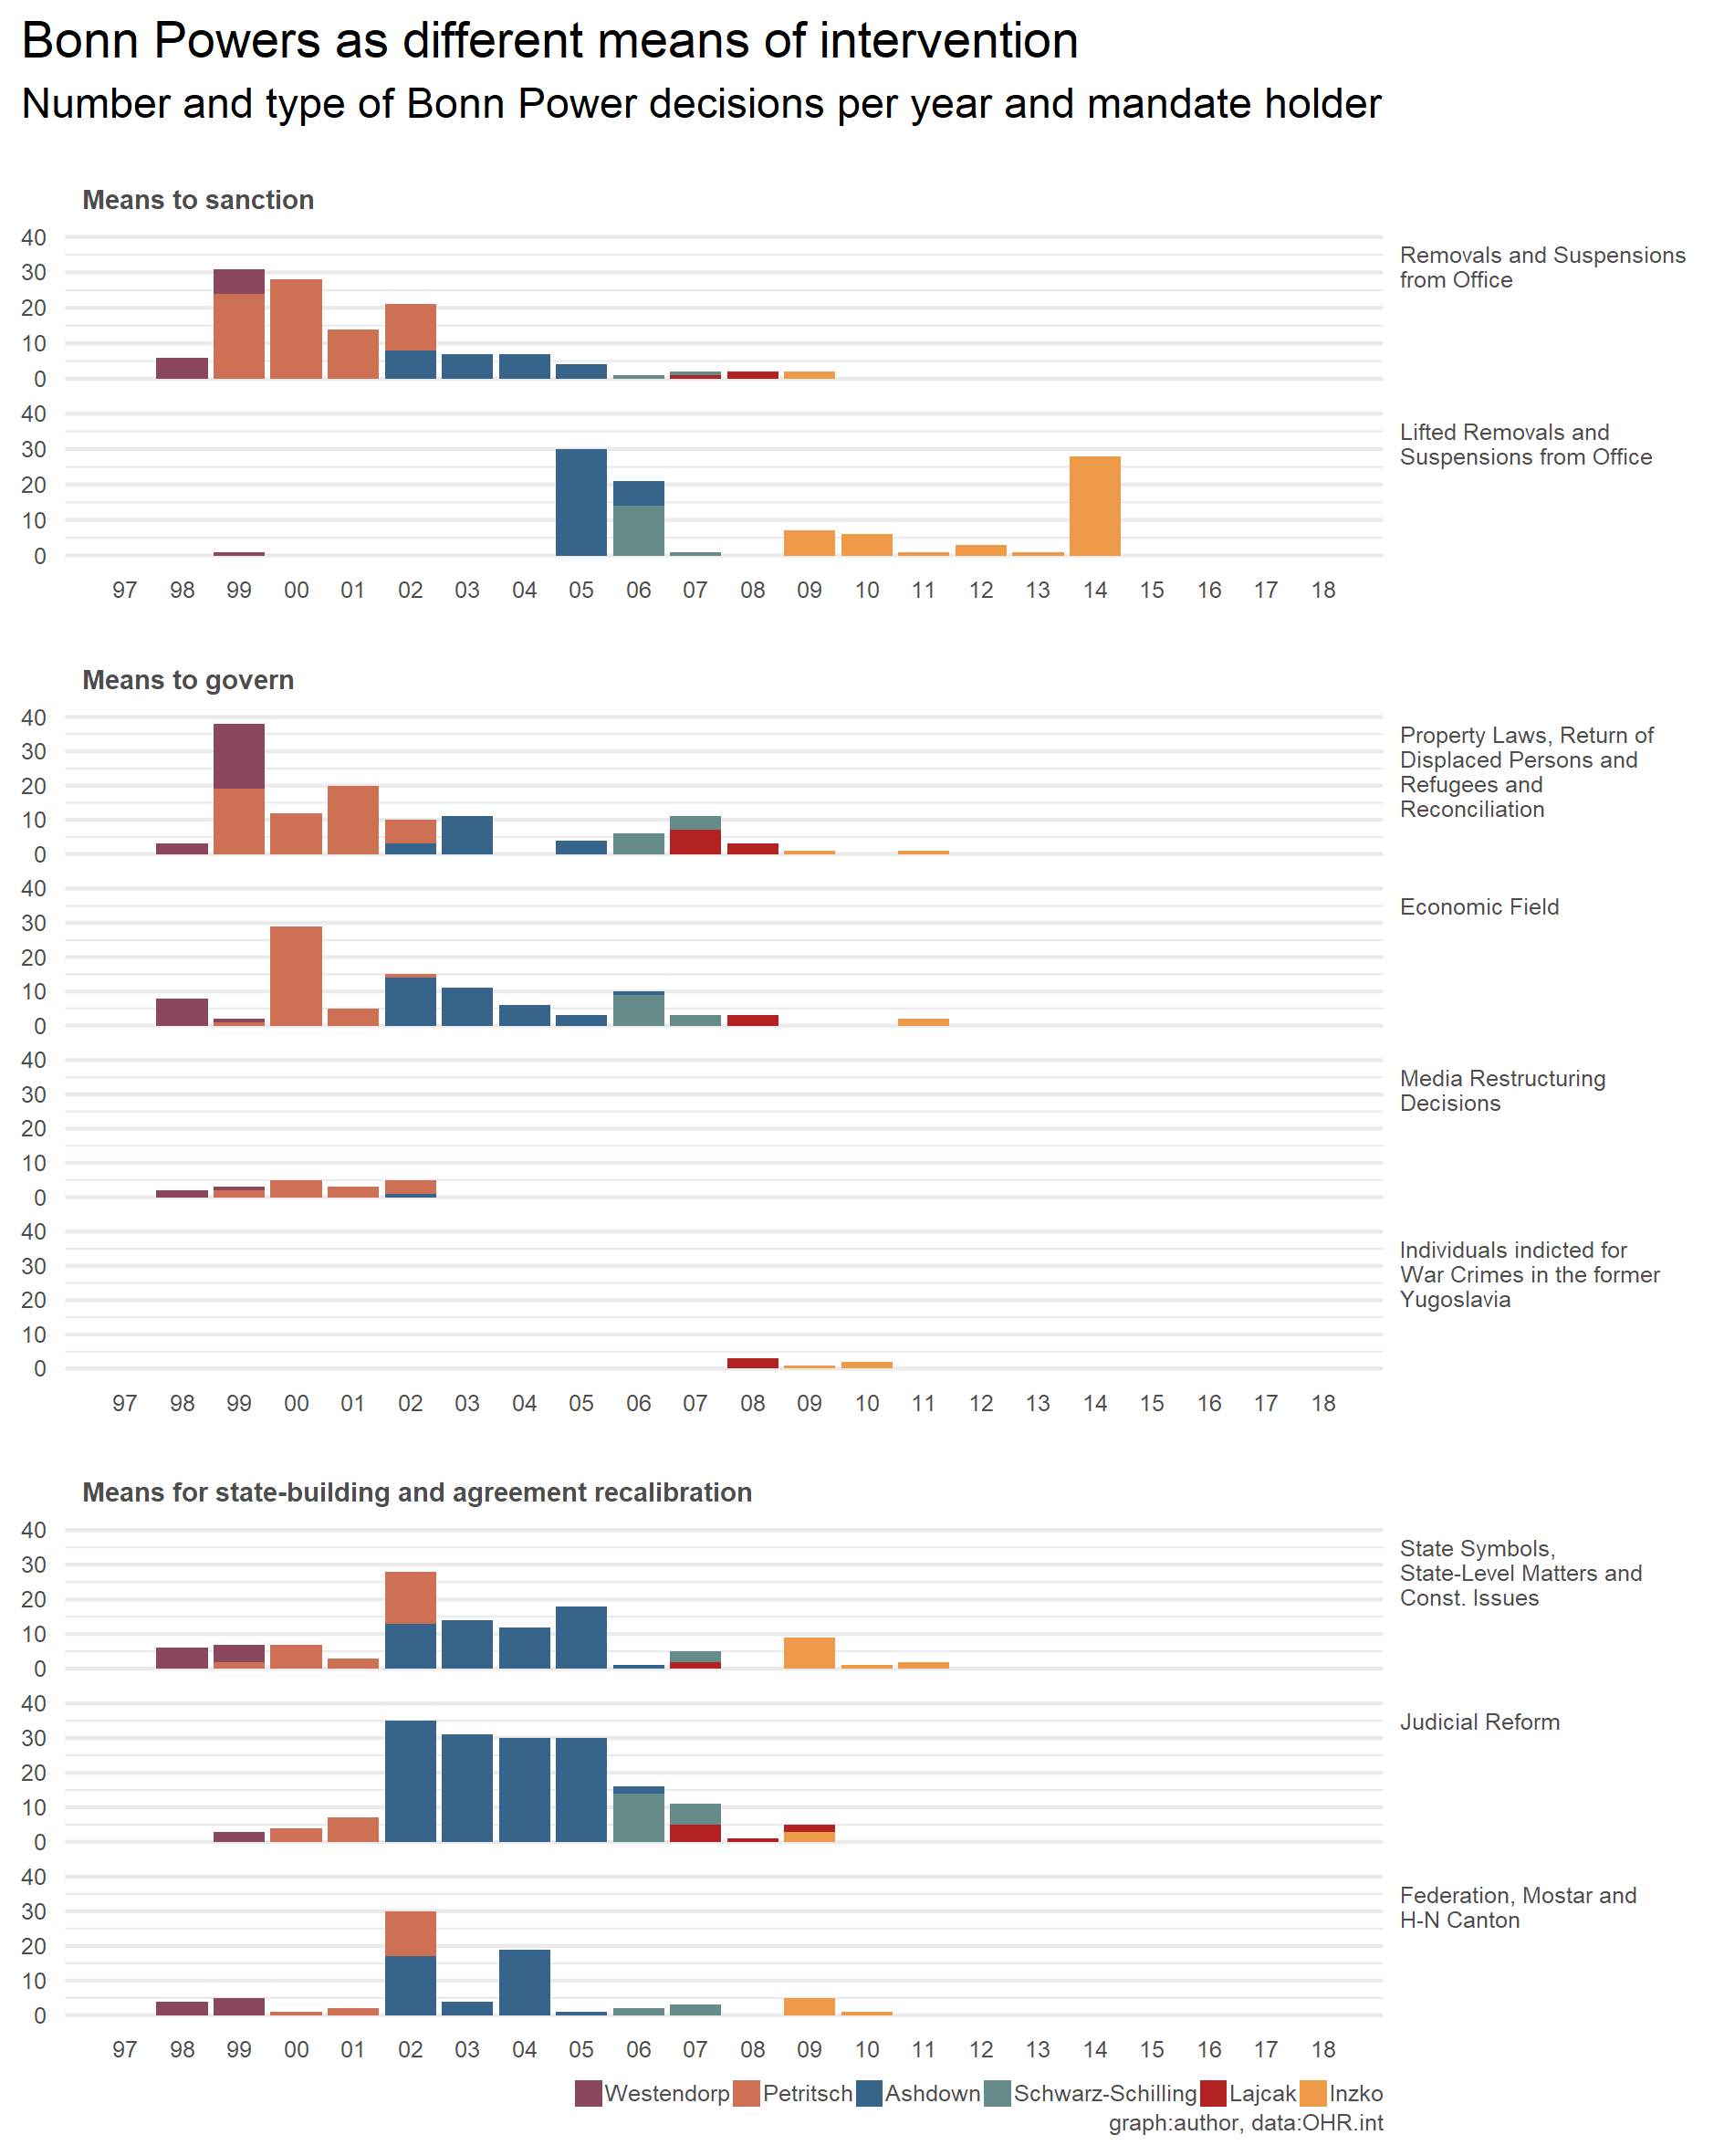 Bonn Powers as different means of intervention
Number and type of Bonn Power decisions per year and mandate holder
Means to sanction
40
30
20
10
0
Removals and Suspensions
from Office
40
30
20
10
0
Lifted Removals and
Suspensions from Office
97 98 99 00 01 02 03 04 05 06 07 08 09 10 11 12 13 14 15 16 17 18
Means to govern
40
30
20
10
0
Property Laws, Return of
Displaced Persons and
Refugees and
Reconciliation
40
30
20
10
0
Economic Field
40
30
20
10
0
Media Restructuring
Decisions
40
30
20
10
0
Individuals indicted for
War Crimes in the former
Yugoslavia
97 98 99 00 01 02 03 04 05 06 07 08 09 10 11 12 13 14 15 16 17 18
Means for state-building and agreement recalibration
40
30
20
10
0
State Symbols,
State-Level Matters and
Const. Issues
40
30
20
10
0
Judicial Reform
40
30
20
10
0
Federation, Mostar and
H-N Canton
97 98 99 00 01 02 03 04 05 06 07 08 09 10 11 12 13 14 15 16 17 18
Westendorp Petritsch Ashdown Schwarz-Schilling Lajcak Inzko
graph:author, data:OHR.int